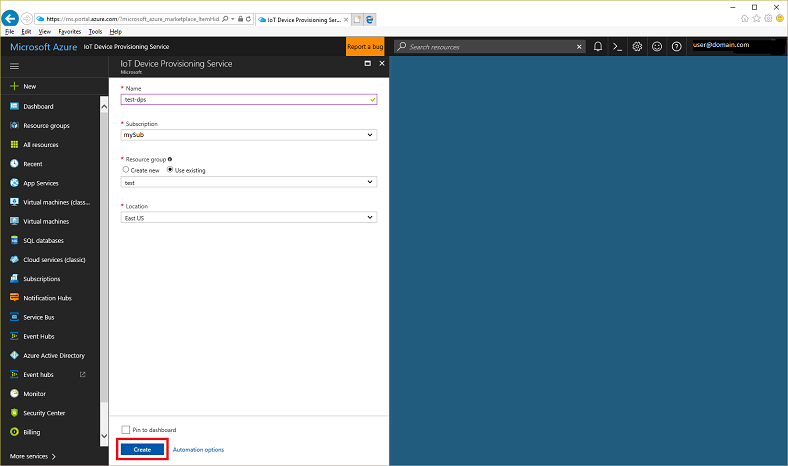 https://ms.portal.azure.com/?microsoft_azure_marketplace_ItemHid
IoT Device Provisioning Serv...
File Edit View Favorites Tools Help
Microsoft Azure IoT Device Provisioning Service
Report a bug
Search resources
user@domain.com
New
Dashboard
Resource groups
All resources
Recent
App Services
Virtual machines (clas...
Virtual machines
SQL databases
Cloud services (classic)
Subscriptions
Notification Hubs
Service Bus
Event Hubs
Azure Active Directory
Event hubs
Monitor
Security Center
Billing
More services >
IoT Device Provisioning Service
Microsoft
* Name
test-dps
* Subscription
mySub
* Resource group
Create new Use existing
test
* Location
East US
Pin to dashboard
Create Automation options